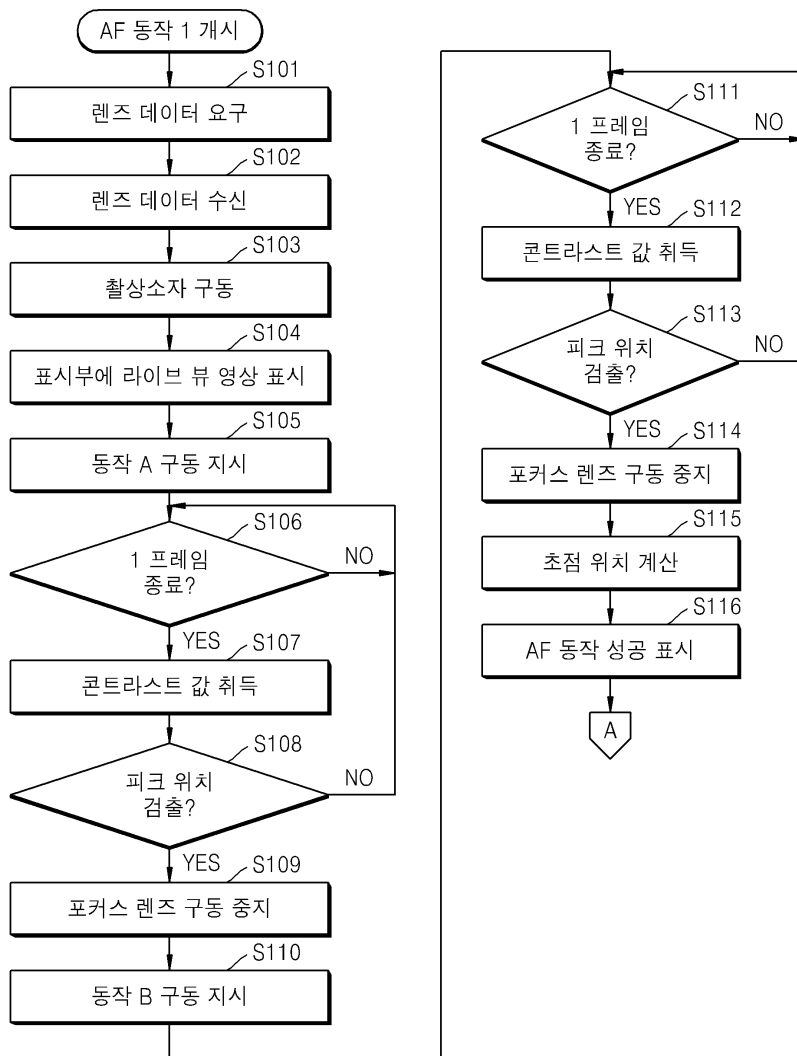 AF 동작 1 개시
S101
렌즈 데이터 요구
S102
렌즈 데이터 수신
S103
촬상소자 구동
S104
표시부에 라이브 뷰 영상 표시
S105
동작 A 구동 지시
S106
1 프레임
종료?
NO
YES
S107
콘트라스트 값 취득
S108
피크 위치
검출?
NO
YES
S109
포커스 렌즈 구동 중지
S110
동작 B 구동 지시
S111
1 프레임
종료?
NO
YES
S112
콘트라스트 값 취득
S113
피크 위치
검출?
NO
YES
S114
포커스 렌즈 구동 중지
S115
초점 위치 계산
S116
AF 동작 성공 표시
A